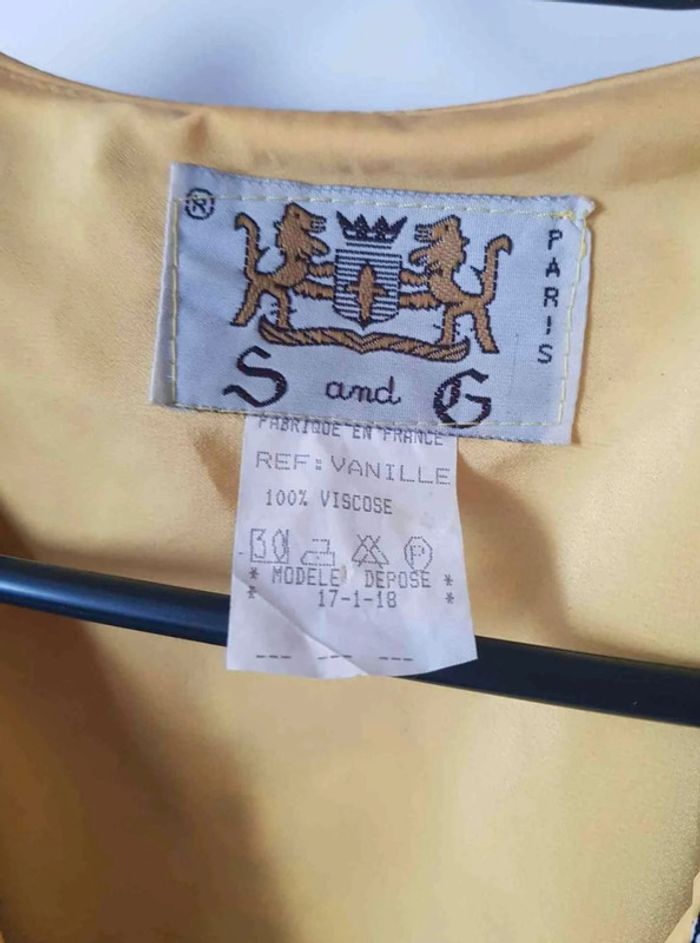 ®
PARIS
S and G
FABRIQUE EN FRANCE
REF: VANILLE
100% VISCOSE
30 P
* MODELE DEPOSE *
* 17-1-18 *
--- --- ---